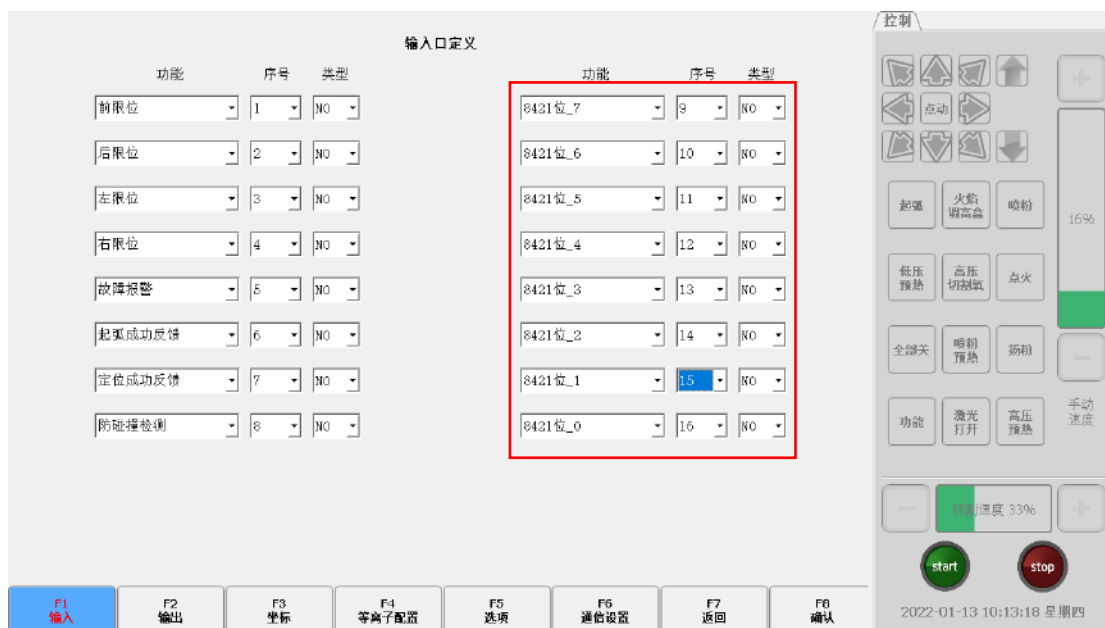 控制
输入口定义
功能 序号 类型 功能 序号 类型
前限位 1 NO 8421位_7 9 NO
后限位 2 NO 8421位_6 10 NO
左限位 3 NO 8421位_5 11 NO
右限位 4 NO 8421位_4 12 NO
故障报警 5 NO 8421位_3 13 NO
起弧成功反馈 6 NO 8421位_2 14 NO
定位成功反馈 7 NO 8421位_1 15 NO
防碰撞检测 8 NO 8421位_0 16 NO
点动
+
起弧 火焰调高盒 喷粉
16%
低压预热 高压切割氧 点火
全部关 喷粉预热 沥粉
−
手动速度
功能 激光打开 高压预热
− 切割速度 33% +
start stop
F1 输入 F2 输出 F3 坐标 F4 等离子配置 F5 选项 F6 通信设置 F7 返回 F8 确认
2022-01-13 10:13:18 星期四